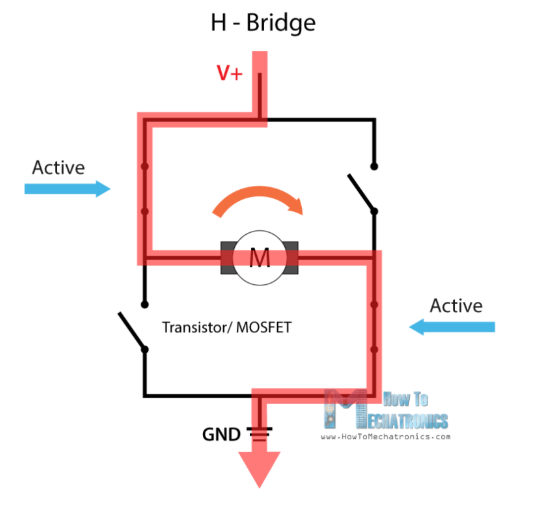 H - Bridge
V+
Active
M
Active
Transistor/ MOSFET
How To
MECHATRONICS
www.HowToMechatronics.com
GND